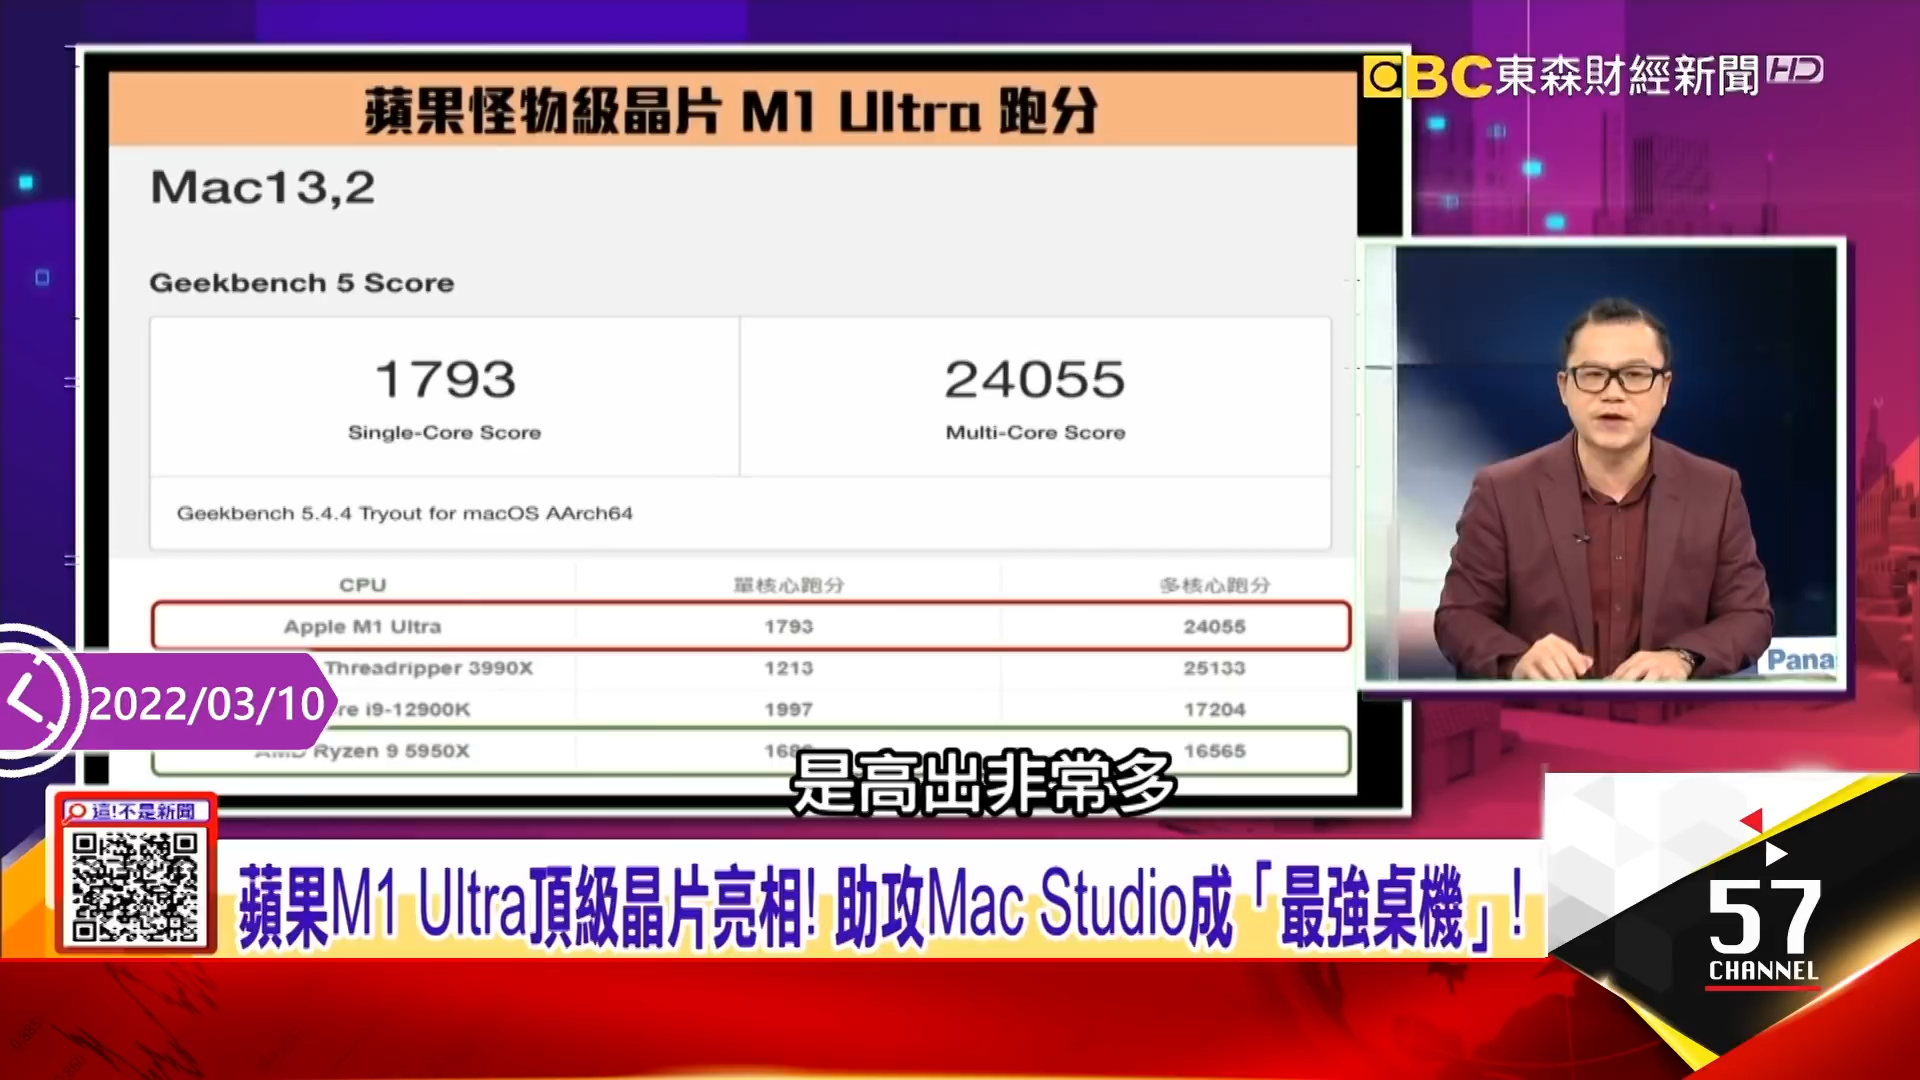 蘋果怪物級晶片 M1 Ultra 跑分
EBC東森財經新聞HD
Mac13,2
Geekbench 5 Score
1793
24055
Single-Core Score
Multi-Core Score
Geekbench 5.4.4 Tryout for macOS AArch64
CPU 單核心跑分 多核心跑分
Apple M1 Ultra 1793 24055
Threadripper 3990X 1213 25133
re i9-12900K 1997 17204
AMD Ryzen 9 5950X 168 16565
Pana
2022/03/10
是高出非常多
這!不是新聞
蘋果M1 Ultra頂級晶片亮相! 助攻Mac Studio成「最強桌機」!
57
CHANNEL